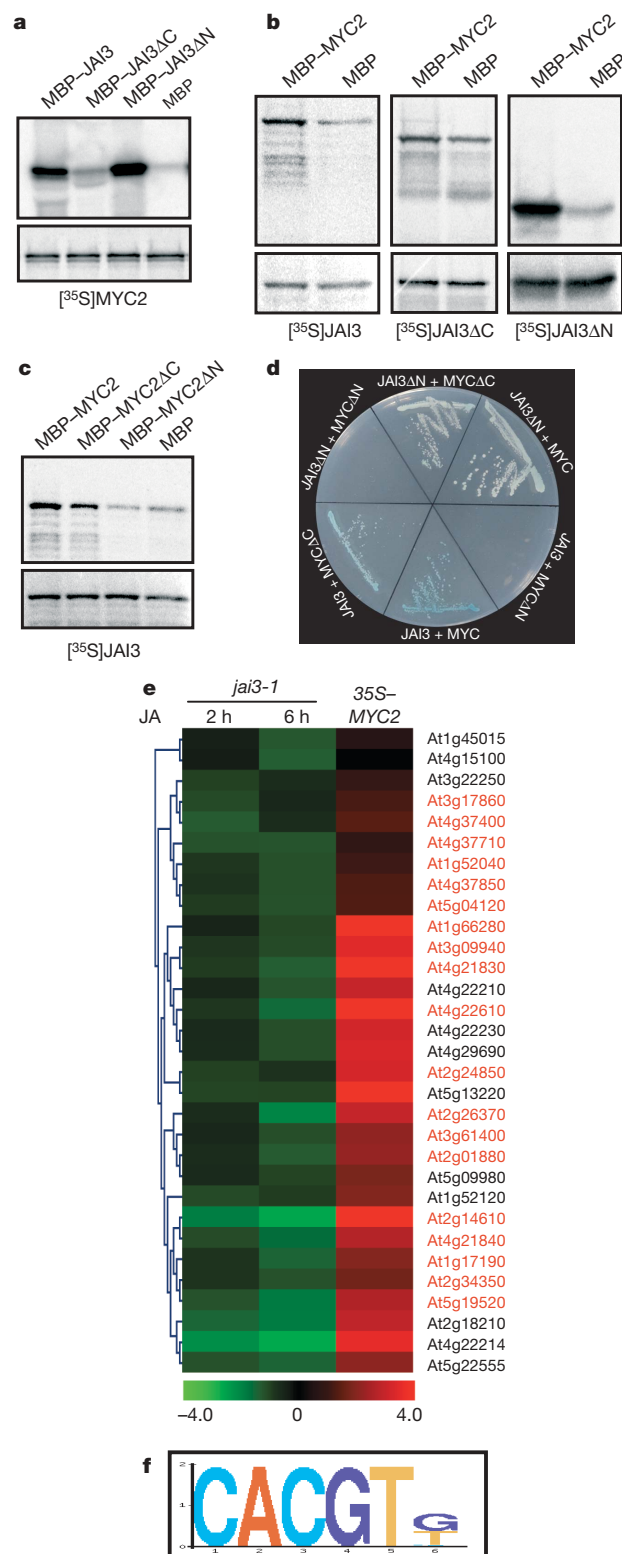 a
MBP–JAI3
MBP–JAI3ΔC
MBP–JAI3ΔN
MBP
[³⁵S]MYC2
b
MBP–MYC2
MBP
MBP–MYC2
MBP
MBP–MYC2
MBP
[³⁵S]JAI3
[³⁵S]JAI3ΔC
[³⁵S]JAI3ΔN
c
MBP–MYC2
MBP–MYC2ΔC
MBP–MYC2ΔN
MBP
[³⁵S]JAI3
d
JAI3ΔN + MYCΔN
JAI3ΔN + MYCΔC
JAI3ΔN + MYC
JAI3 + MYCΔC
JAI3 + MYC
JAI3 + MYCΔN
e
jai3-1
35S–
MYC2
JA
2 h
6 h
At1g45015
At4g15100
At3g22250
At3g17860
At4g37400
At4g37710
At1g52040
At4g37850
At5g04120
At1g66280
At3g09940
At4g21830
At4g22210
At4g22610
At4g22230
At4g29690
At2g24850
At5g13220
At2g26370
At3g61400
At2g01880
At5g09980
At1g52120
At2g14610
At4g21840
At1g17190
At2g34350
At5g19520
At2g18210
At4g22214
At5g22555
–4.0
0
4.0
f
2
1
0
CACGTG
T
1 2 3 4 5 6